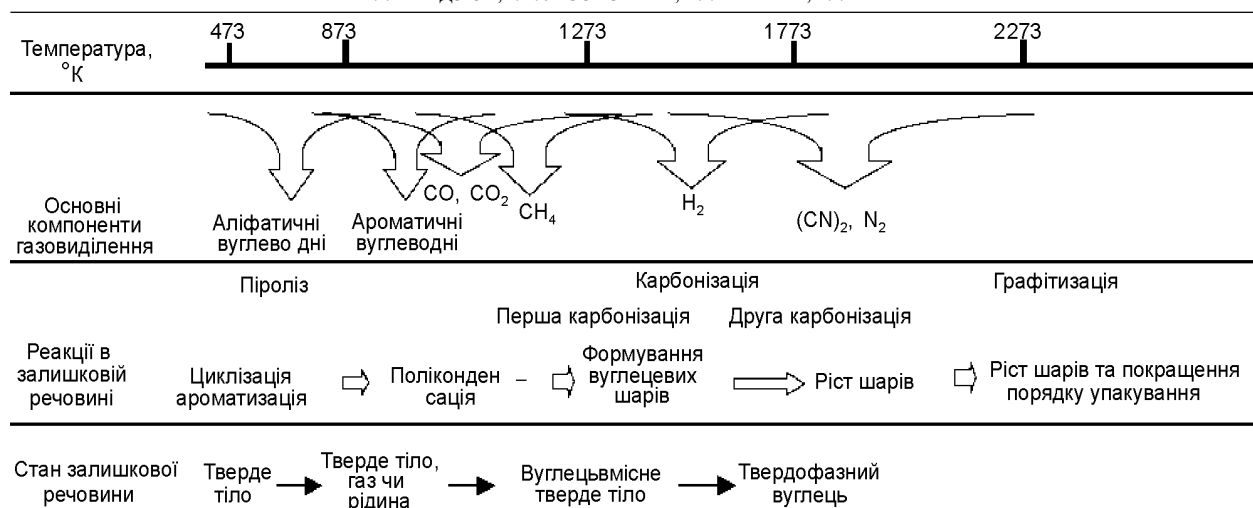 473 873 1273 1773 2273
Температура,
°К
CO, CO2
CH4
H2
(CN)2, N2
Основні
компоненти
газовиділення
Аліфатичні
вуглево дні
Ароматичні
вуглеводні
Піроліз Карбонізація Графітизація
Перша карбонізація Друга карбонізація
Реакції в
залишковій
речовині
Циклізація
ароматизація
Поліконден –
сація
Формування
вуглецевих
шарів
Ріст шарів
Ріст шарів та покращення
порядку упакування
Стан залишкової
речовини
Тверде
тіло
Тверде тіло,
газ чи
рідина
Вуглецьвмісне
тверде тіло
Твердофазний
вуглець